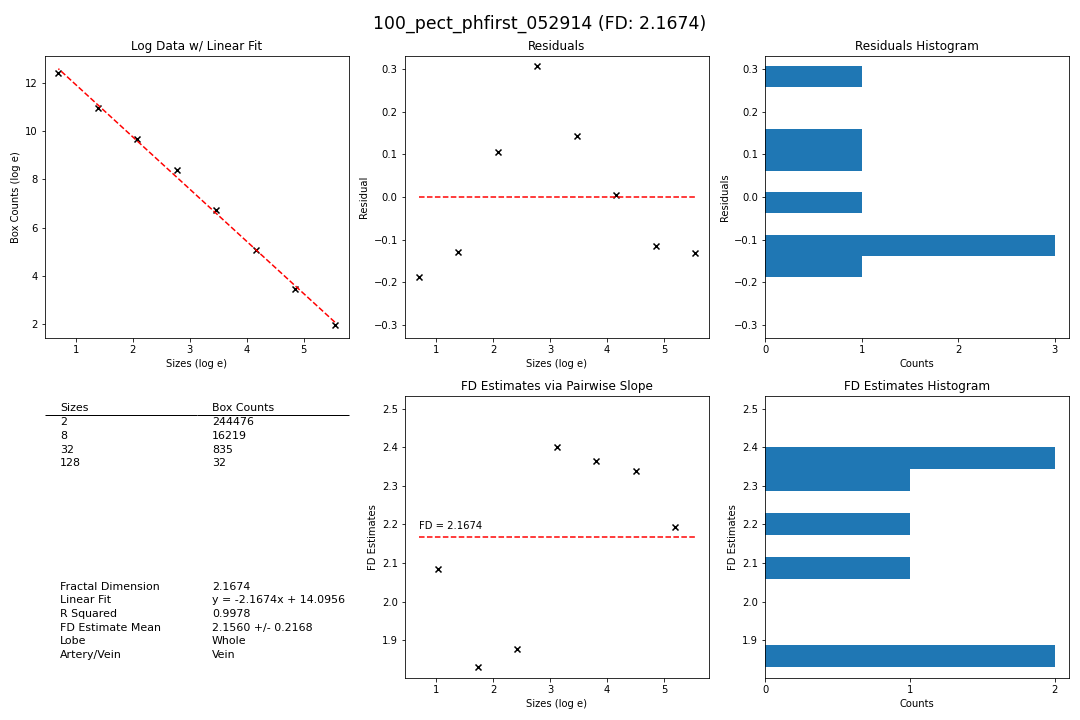 100_pect_phfirst_052914 (FD: 2.1674)
Log Data w/ Linear Fit
12
10
8
6
4
2
Box Counts (log e)
1 2 3 4 5
Sizes (log e)
Residuals
0.3
0.2
0.1
0.0
−0.1
−0.2
−0.3
Residual
1 2 3 4 5
Sizes (log e)
Residuals Histogram
0.3
0.2
0.1
0.0
−0.1
−0.2
−0.3
Residuals
0 1 2 3
Counts
Sizes Box Counts
2 244476
8 16219
32 835
128 32
Fractal Dimension 2.1674
Linear Fit y = -2.1674x + 14.0956
R Squared 0.9978
FD Estimate Mean 2.1560 +/- 0.2168
Lobe Whole
Artery/Vein Vein
FD Estimates via Pairwise Slope
2.5
2.4
2.3
2.2
2.1
2.0
1.9
FD Estimates
FD = 2.1674
1 2 3 4 5
Sizes (log e)
FD Estimates Histogram
2.5
2.4
2.3
2.2
2.1
2.0
1.9
FD Estimates
0 1 2
Counts